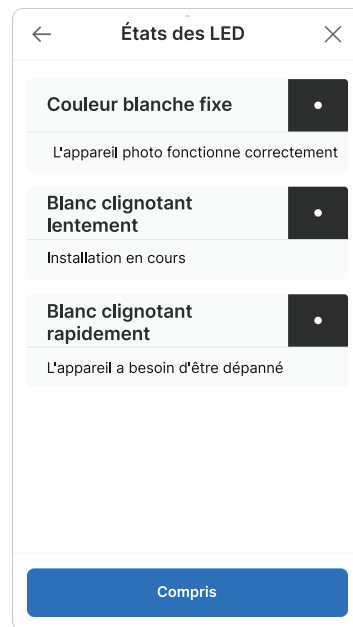 États des LED
Couleur blanche fixe
L'appareil photo fonctionne correctement
Blanc clignotant
lentement
Installation en cours
Blanc clignotant
rapidement
L'appareil a besoin d'être dépanné
Compris